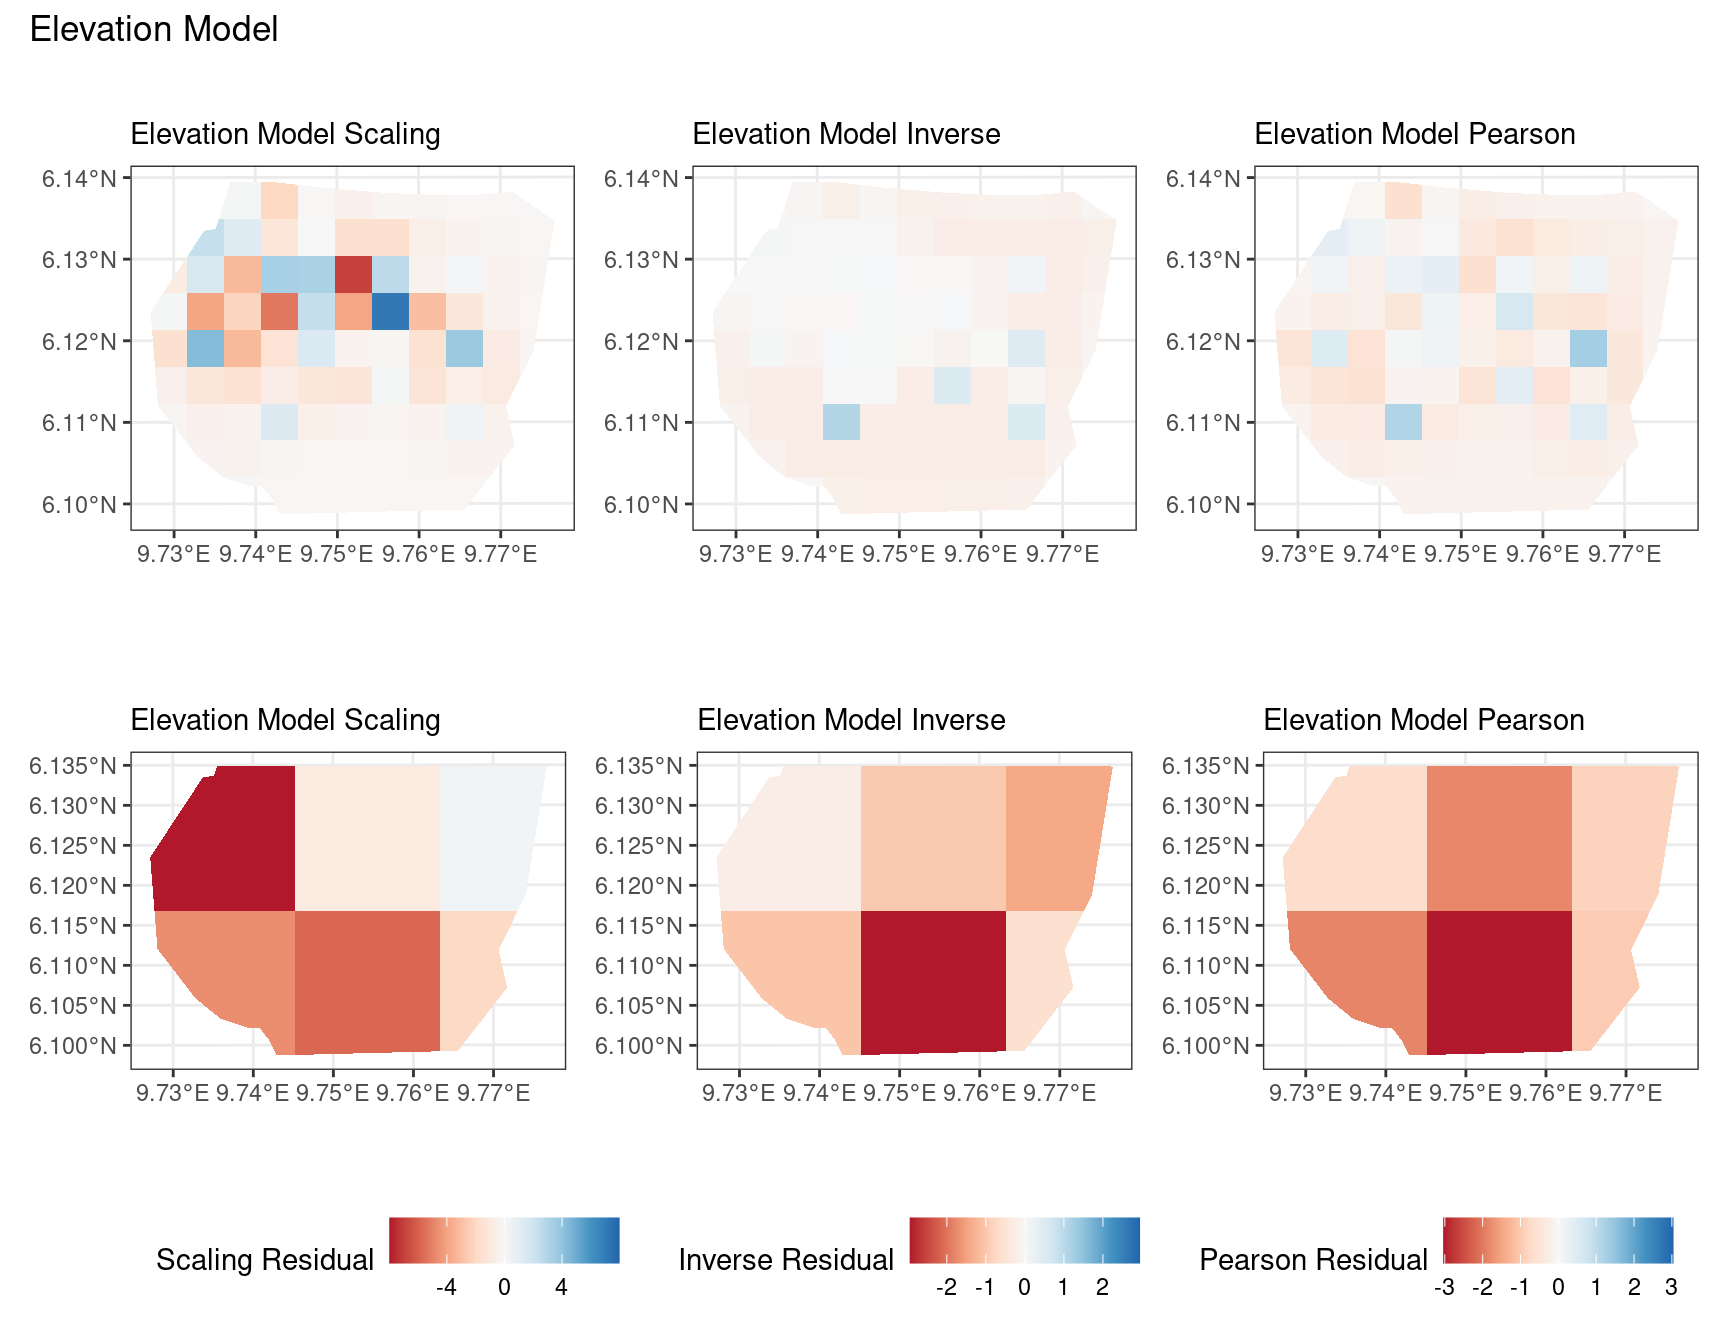 Elevation Model
Elevation Model Scaling
Elevation Model Inverse
Elevation Model Pearson
6.14°N
6.13°N
6.12°N
6.11°N
6.10°N
9.73°E 9.74°E 9.75°E 9.76°E 9.77°E
6.14°N
6.13°N
6.12°N
6.11°N
6.10°N
9.73°E 9.74°E 9.75°E 9.76°E 9.77°E
6.14°N
6.13°N
6.12°N
6.11°N
6.10°N
9.73°E 9.74°E 9.75°E 9.76°E 9.77°E
Elevation Model Scaling
Elevation Model Inverse
Elevation Model Pearson
6.135°N
6.130°N
6.125°N
6.120°N
6.115°N
6.110°N
6.105°N
6.100°N
9.73°E 9.74°E 9.75°E 9.76°E 9.77°E
6.135°N
6.130°N
6.125°N
6.120°N
6.115°N
6.110°N
6.105°N
6.100°N
9.73°E 9.74°E 9.75°E 9.76°E 9.77°E
6.135°N
6.130°N
6.125°N
6.120°N
6.115°N
6.110°N
6.105°N
6.100°N
9.73°E 9.74°E 9.75°E 9.76°E 9.77°E
Scaling Residual
-4 0 4
Inverse Residual
-2 -1 0 1 2
Pearson Residual
-3 -2 -1 0 1 2 3